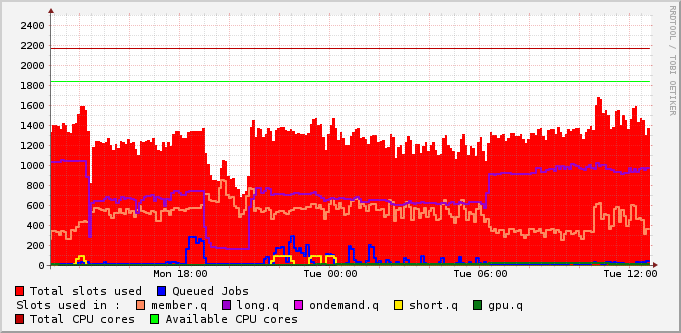 2400
2200
2000
1800
1600
1400
1200
1000
800
600
400
200
0
Mon 18:00 Tue 00:00 Tue 06:00 Tue 12:00
Total slots used Queued Jobs
Slots used in : member.q long.q ondemand.q short.q gpu.q
Total CPU cores Available CPU cores
RRDTOOL / TOBI OETIKER